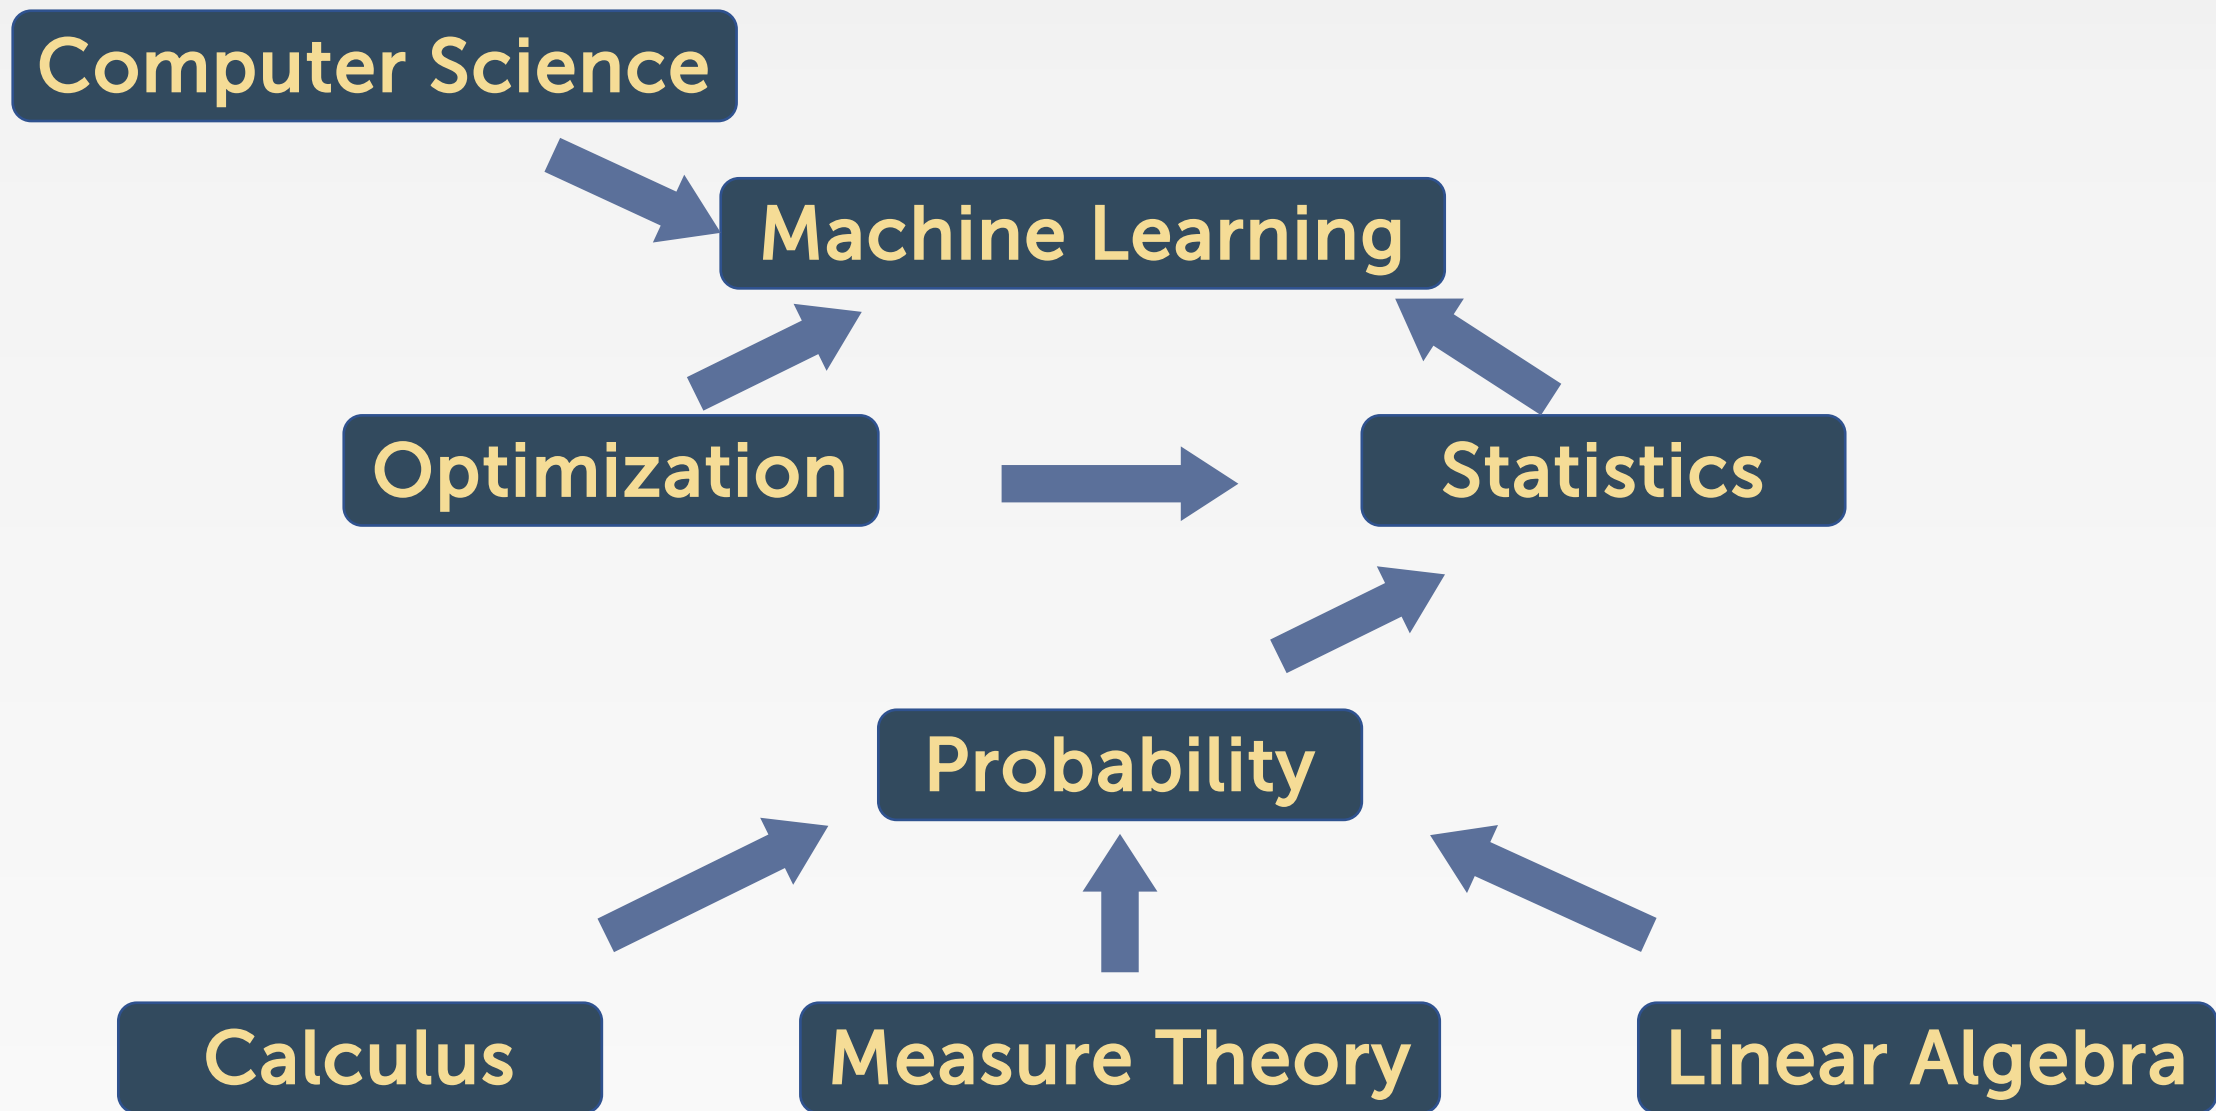 Computer Science
Machine Learning
Optimization
Statistics
Probability
Calculus
Measure Theory
Linear Algebra